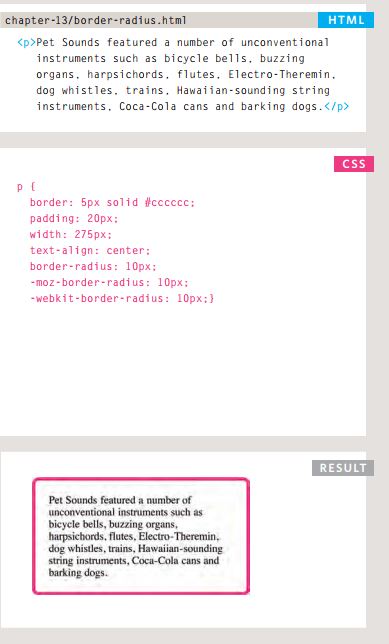 chapter-13/border-radius.html
HTML
<p>Pet Sounds featured a number of unconventional
instruments such as bicycle bells, buzzing
organs, harpsichords, flutes, Electro-Theremin,
dog whistles, trains, Hawaiian-sounding string
instruments, Coca-Cola cans and barking dogs.</p>
CSS
p {
border: 5px solid #cccccc;
padding: 20px;
width: 275px;
text-align: center;
border-radius: 10px;
-moz-border-radius: 10px;
-webkit-border-radius: 10px;}
RESULT
Pet Sounds featured a number of
unconventional instruments such as
bicycle bells, buzzing organs,
harpsichords, flutes, Electro-Theremin,
dog whistles, trains, Hawaiian-sounding
string instruments, Coca-Cola cans and
barking dogs.